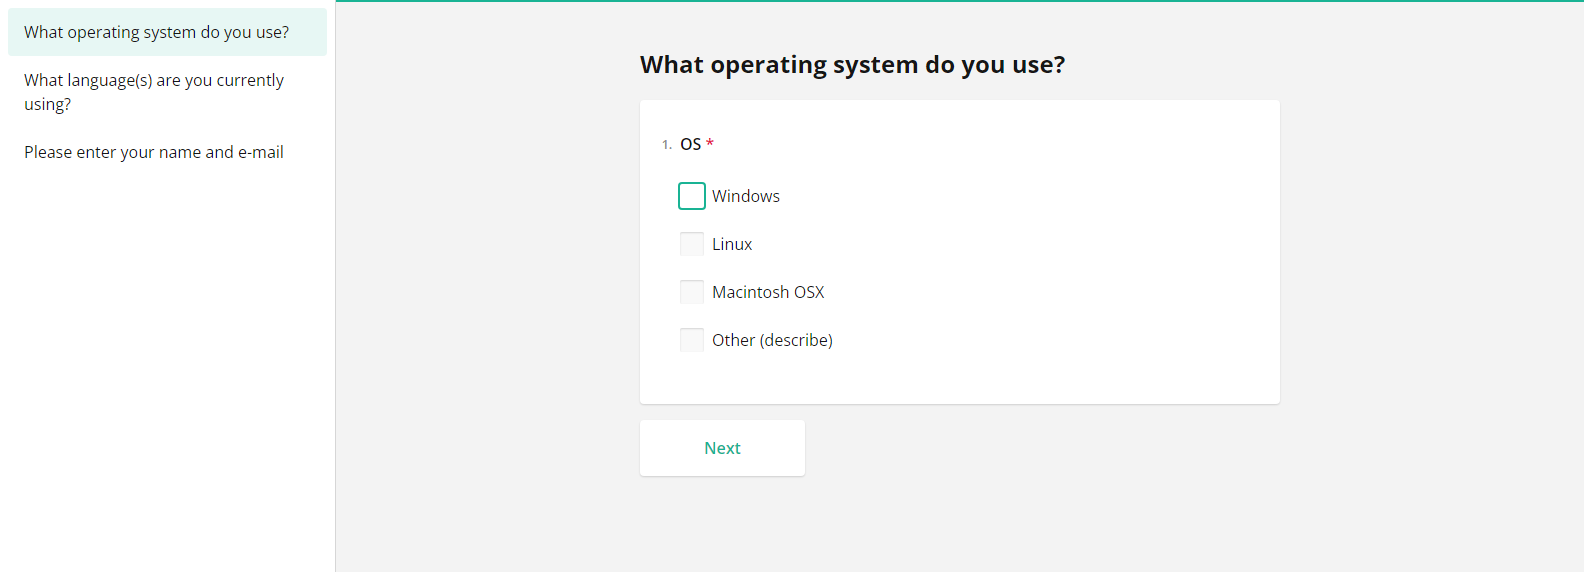 What operating system do you use?
What language(s) are you currently
using?
Please enter your name and e-mail
What operating system do you use?
1. OS *
Windows
Linux
Macintosh OSX
Other (describe)
Next